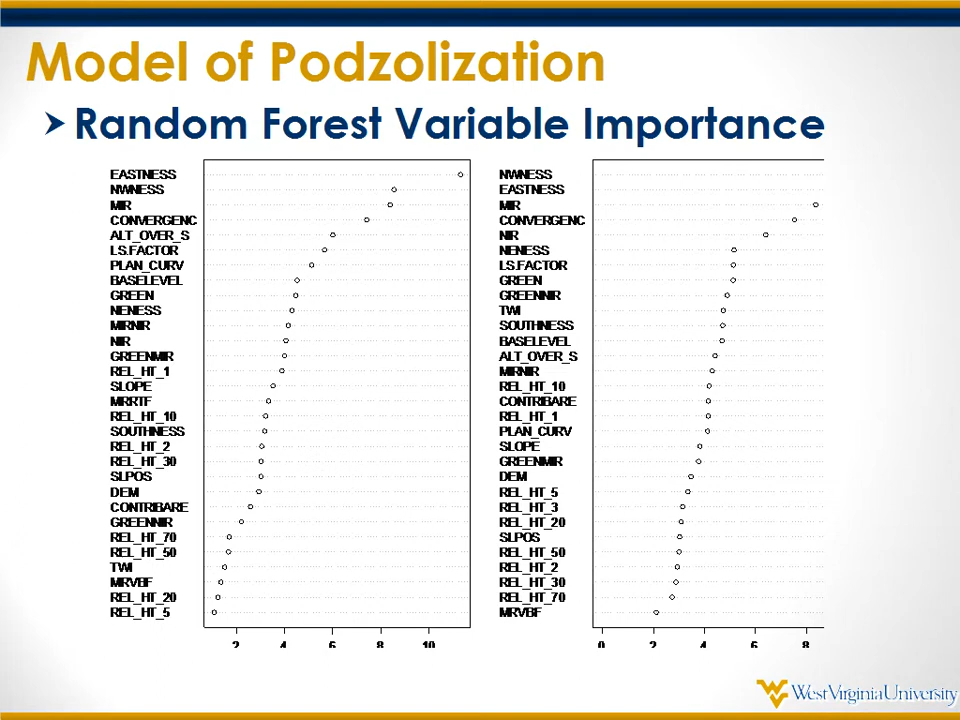 Model of Podzolization
➤ Random Forest Variable Importance
EASTNESS
NWNESS
MIR
CONVERGENC
ALT_OVER_S
LS.FACTOR
PLAN_CURV
BASELEVEL
GREEN
NENESS
MIRNIR
NIR
GREENMIR
REL_HT_1
SLOPE
MRRTF
REL_HT_10
SOUTHNESS
REL_HT_2
REL_HT_30
SLPOS
DEM
CONTRIBARE
GREENNIR
REL_HT_70
REL_HT_50
TWI
MRVBF
REL_HT_20
REL_HT_5
2 4 6 8 10
NWNESS
EASTNESS
MIR
CONVERGENC
NIR
NENESS
LS.FACTOR
GREEN
GREENNIR
TWI
SOUTHNESS
BASELEVEL
ALT_OVER_S
MIRNIR
REL_HT_10
CONTRIBARE
REL_HT_1
PLAN_CURV
SLOPE
GREENMIR
DEM
REL_HT_5
REL_HT_3
REL_HT_20
SLPOS
REL_HT_50
REL_HT_2
REL_HT_30
REL_HT_70
MRVBF
0 2 4 6 8
WestVirginiaUniversity